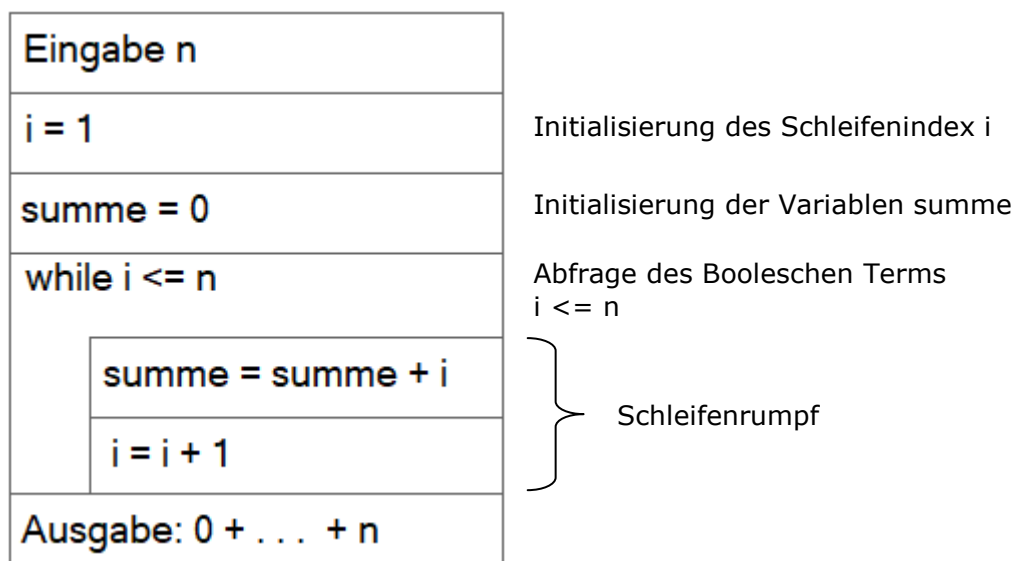 Eingabe n
i = 1
Initialisierung des Schleifenindex i
summe = 0
Initialisierung der Variablen summe
while i <= n
Abfrage des Booleschen Terms
i <= n
summe = summe + i
i = i + 1
Schleifenrumpf
Ausgabe: 0 + . . . + n